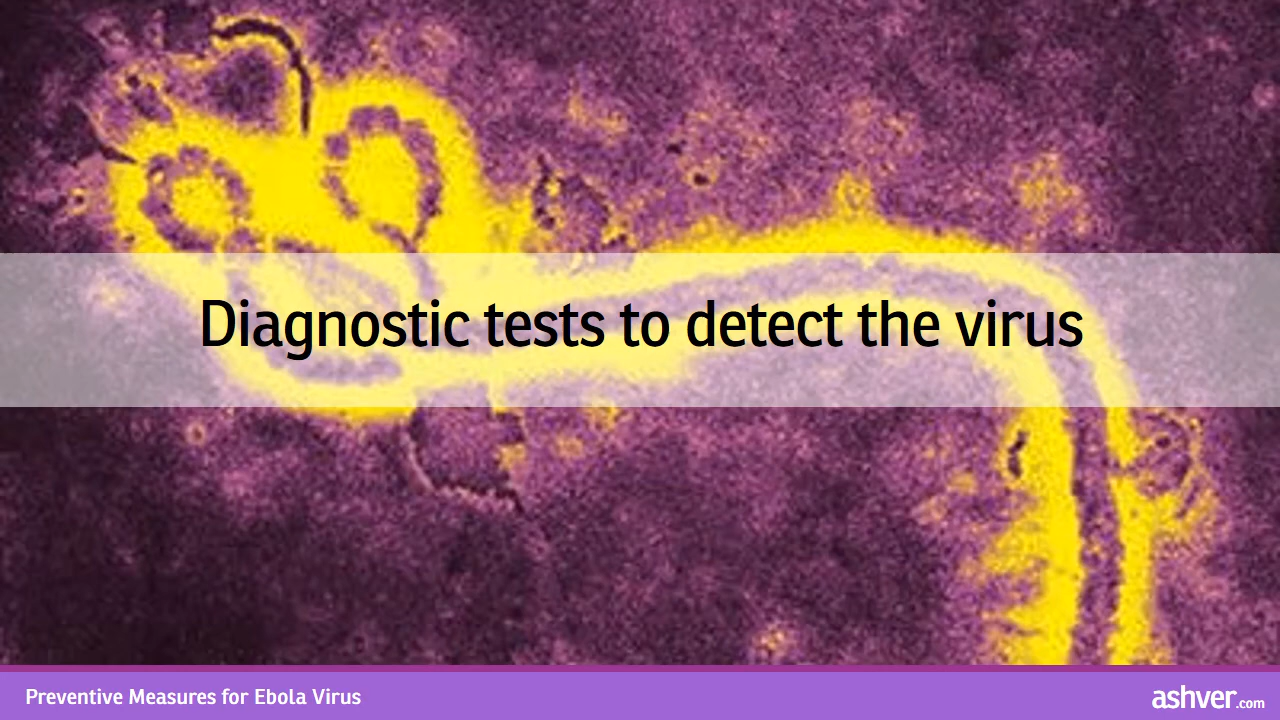 Diagnostic tests to detect the virus
Preventive Measures for Ebola Virus
ashver.com